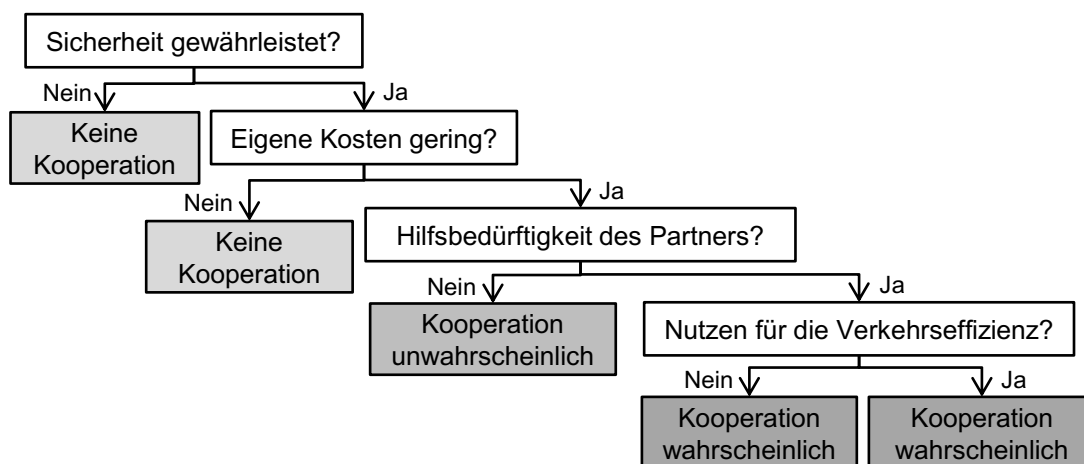 Sicherheit gewährleistet?
Nein
Ja
Keine
Kooperation
Eigene Kosten gering?
Nein
Ja
Keine
Kooperation
Hilfsbedürftigkeit des Partners?
Nein
Ja
Kooperation
unwahrscheinlich
Nutzen für die Verkehrseffizienz?
Nein
Ja
Kooperation
wahrscheinlich
Kooperation
wahrscheinlich